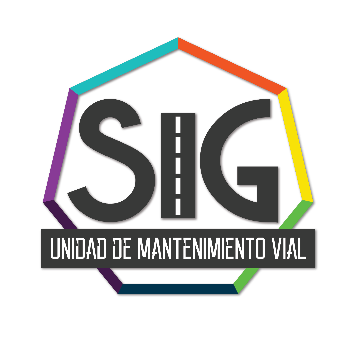 SIG
UNIDAD DE MANTENIMIENTO VIAL